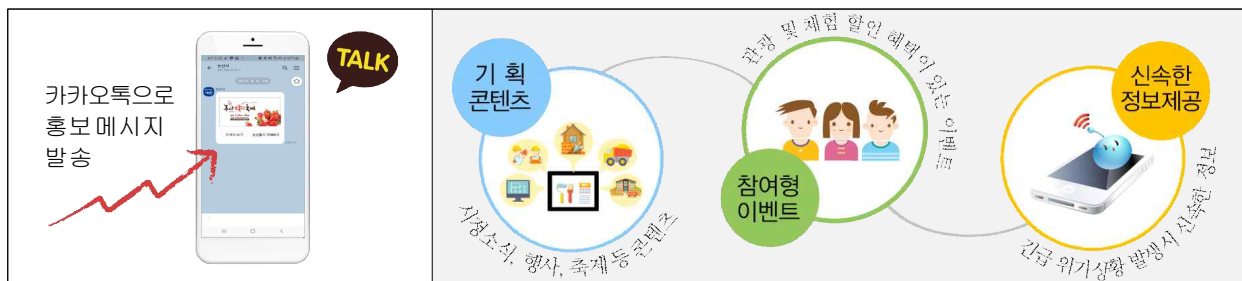 카카오톡으로
홍보 메시지
발송
TALK
논산시
기 획
콘텐츠
시정소식, 행사, 축제 등 콘텐츠
관광 및 체험 할인 혜택이 있는 이벤트
참여형
이벤트
신속한
정보제공
긴급 위기상황 발생시 신속한 정보